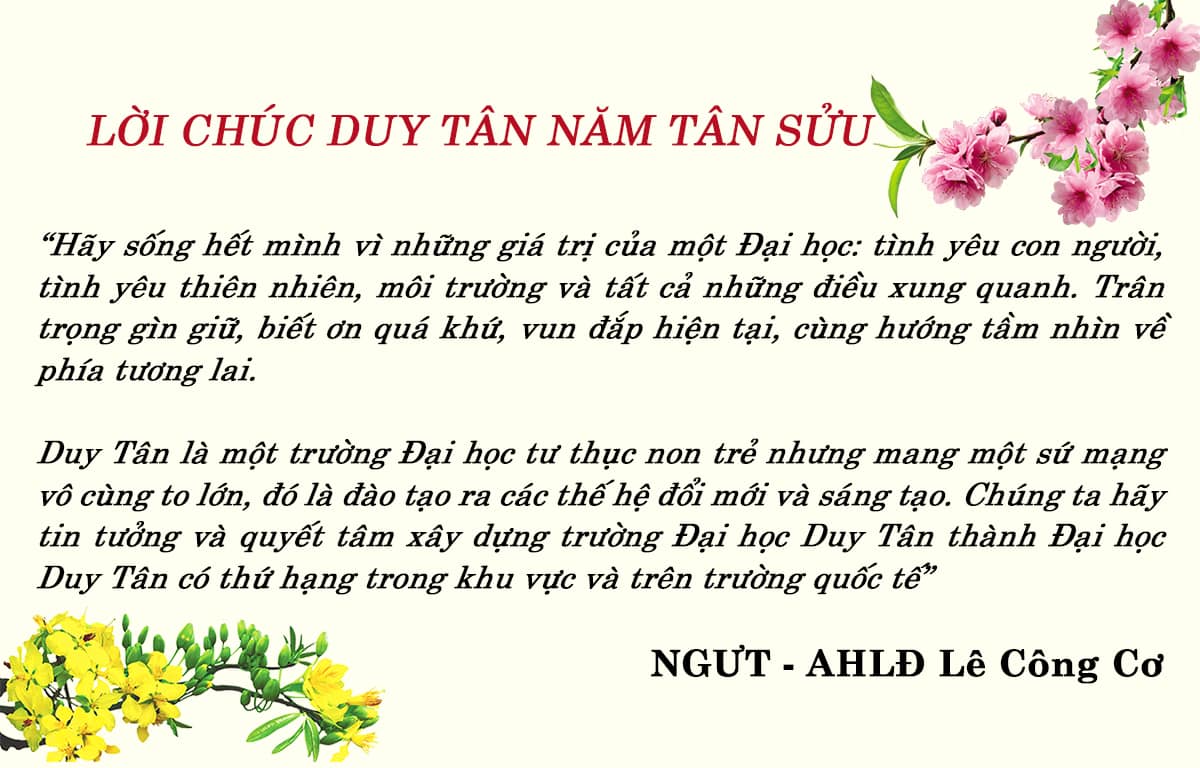 LỜI CHÚC DUY TÂN NĂM TÂN SỬU
“Hãy sống hết mình vì những giá trị của một Đại học: tình yêu con người,
tình yêu thiên nhiên, môi trường và tất cả những điều xung quanh. Trân
trọng gìn giữ, biết ơn quá khứ, vun đắp hiện tại, cùng hướng tầm nhìn về
phía tương lai.
Duy Tân là một trường Đại học tư thục non trẻ nhưng mang một sứ mạng
vô cùng to lớn, đó là đào tạo ra các thế hệ đổi mới và sáng tạo. Chúng ta hãy
tin tưởng và quyết tâm xây dựng trường Đại học Duy Tân thành Đại học
Duy Tân có thứ hạng trong khu vực và trên trường quốc tế”
NGƯT - AHLĐ Lê Công Cơ